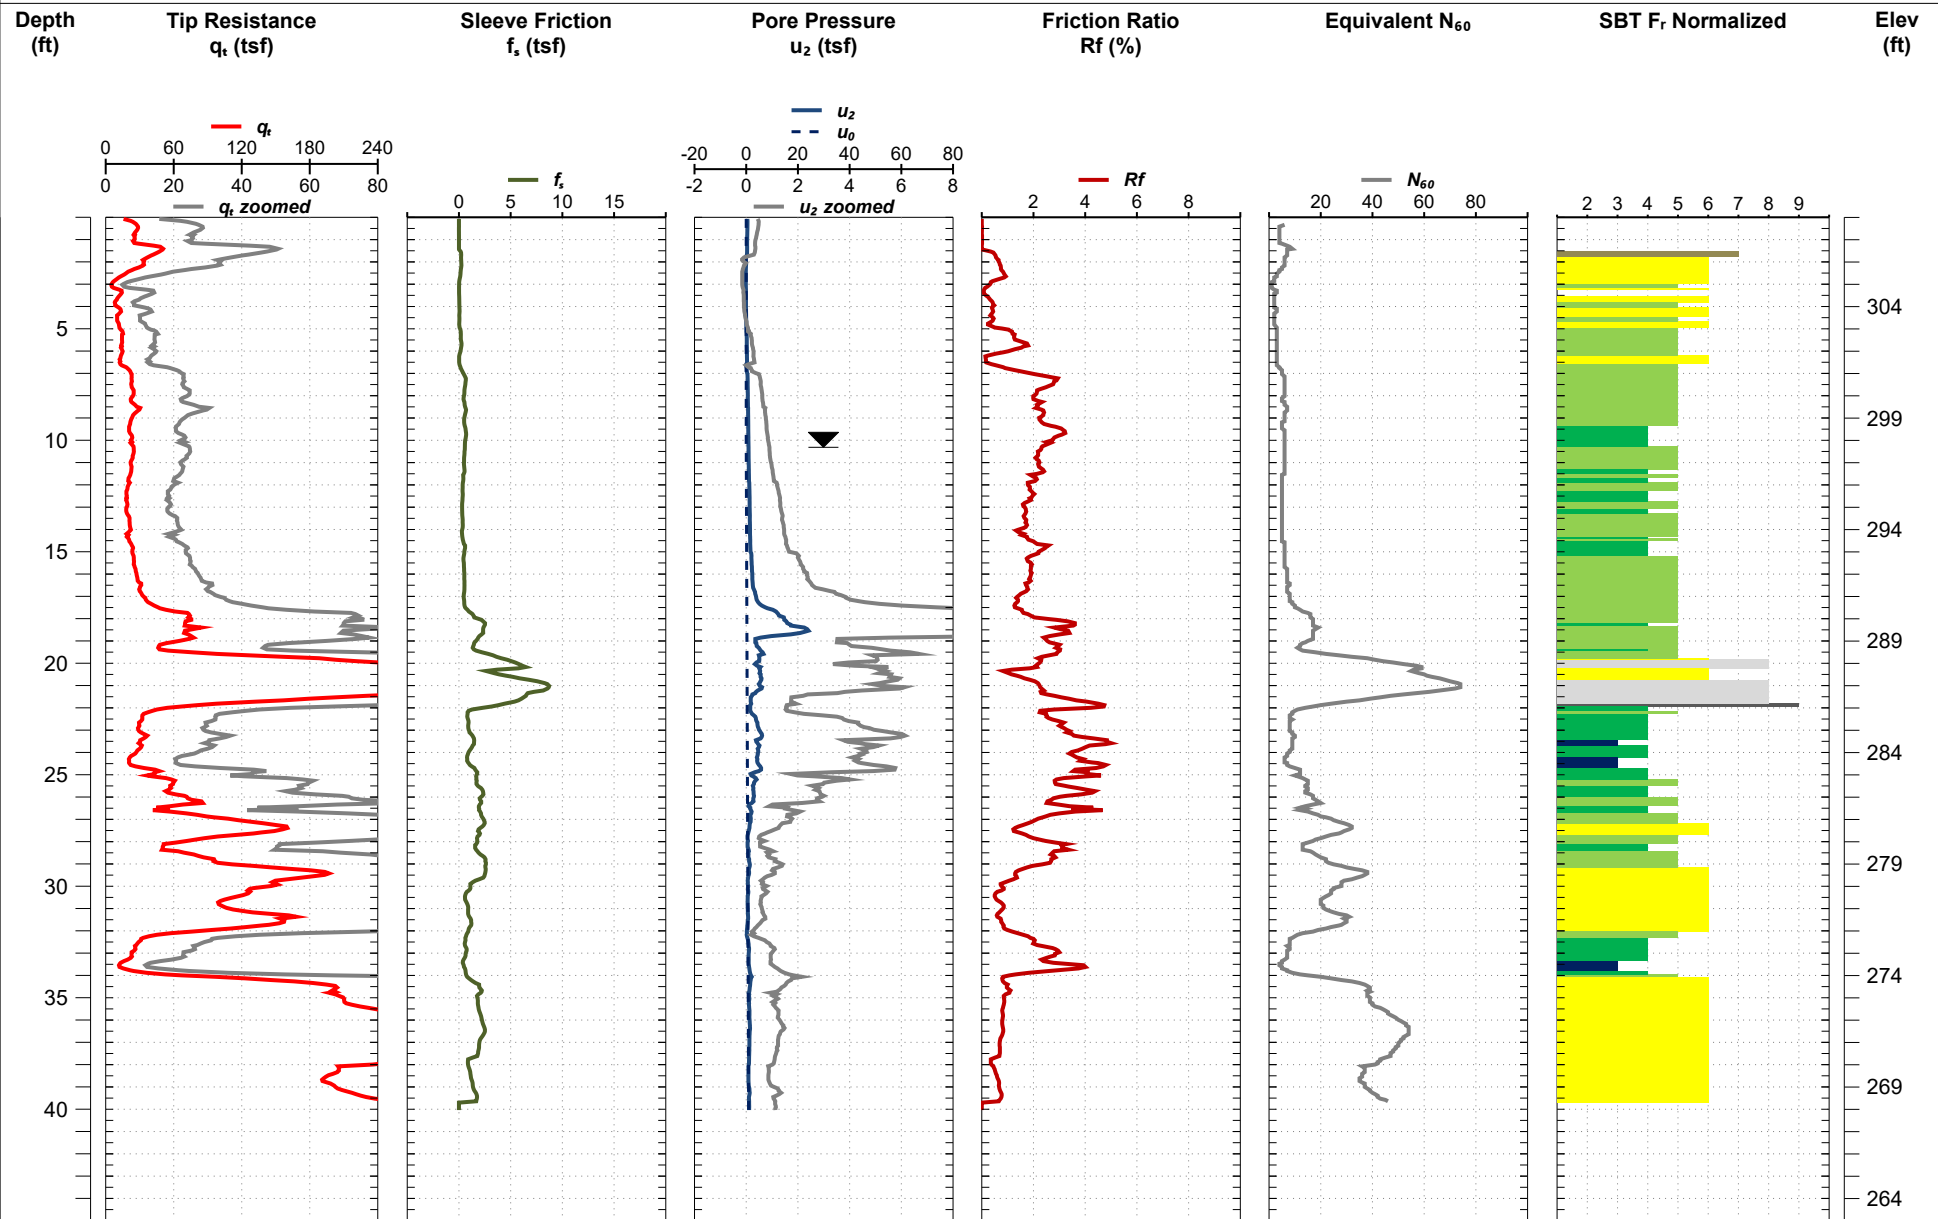 Depth (ft)
Tip Resistance qₜ (tsf)
Sleeve Friction fₛ (tsf)
Pore Pressure u₂ (tsf)
Friction Ratio Rf (%)
Equivalent N₆₀
SBT Fᵣ Normalized
Elev (ft)
qₜ
0 60 120 180 240
0 20 40 60 80
qₜ zoomed
fₛ
0 5 10 15
u₂
u₀
-20 0 20 40 60 80
-2 0 2 4 6 8
u₂ zoomed
Rf
2 4 6 8
N₆₀
20 40 60 80
2 3 4 5 6 7 8 9
5
10
15
20
25
30
35
40
304
299
294
289
284
279
274
269
264